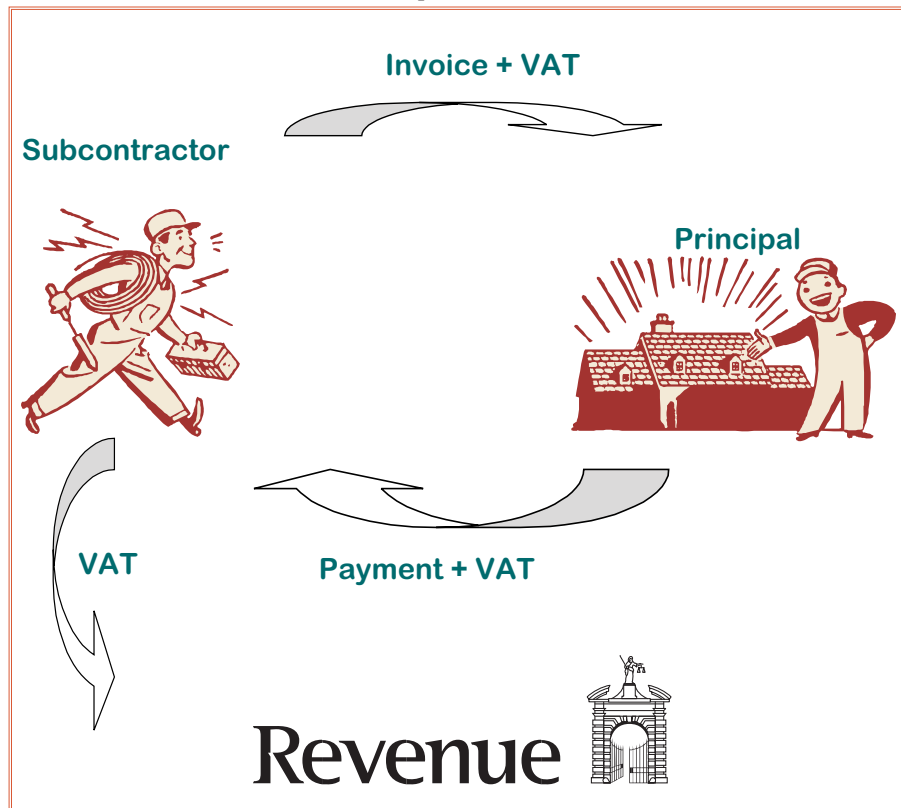 Invoice + VAT
Subcontractor
Principal
VAT
Payment + VAT
Revenue